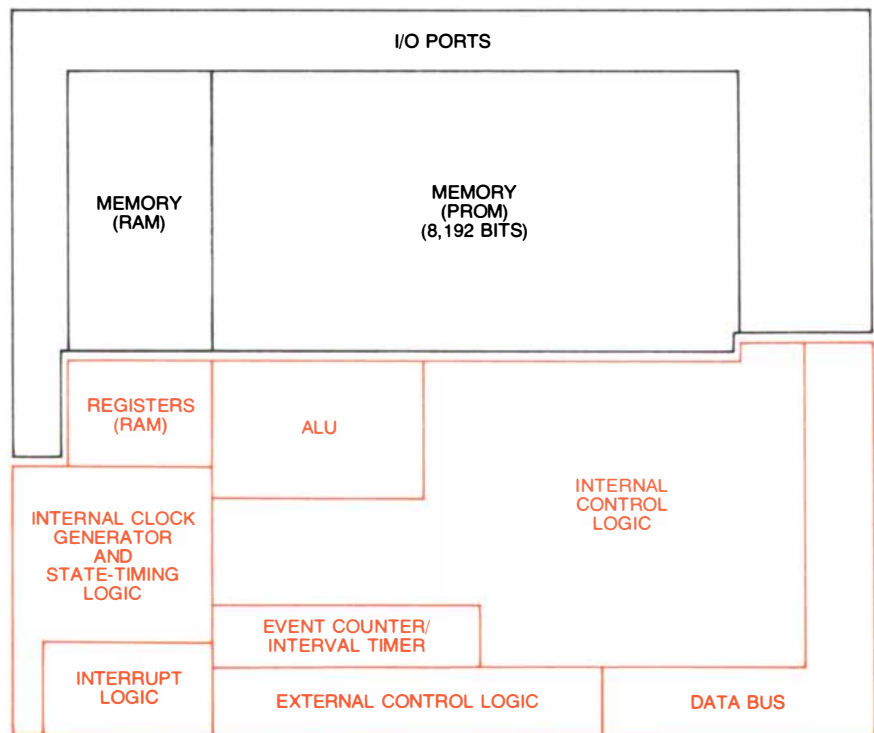 I/O PORTS
MEMORY
(RAM)
MEMORY
(PROM)
(8,192 BITS)
REGISTERS
(RAM)
ALU
INTERNAL
CONTROL
LOGIC
INTERNAL CLOCK
GENERATOR
AND
STATE-TIMING
LOGIC
EVENT COUNTER/
INTERVAL TIMER
INTERRUPT
LOGIC
EXTERNAL CONTROL LOGIC
DATA BUS